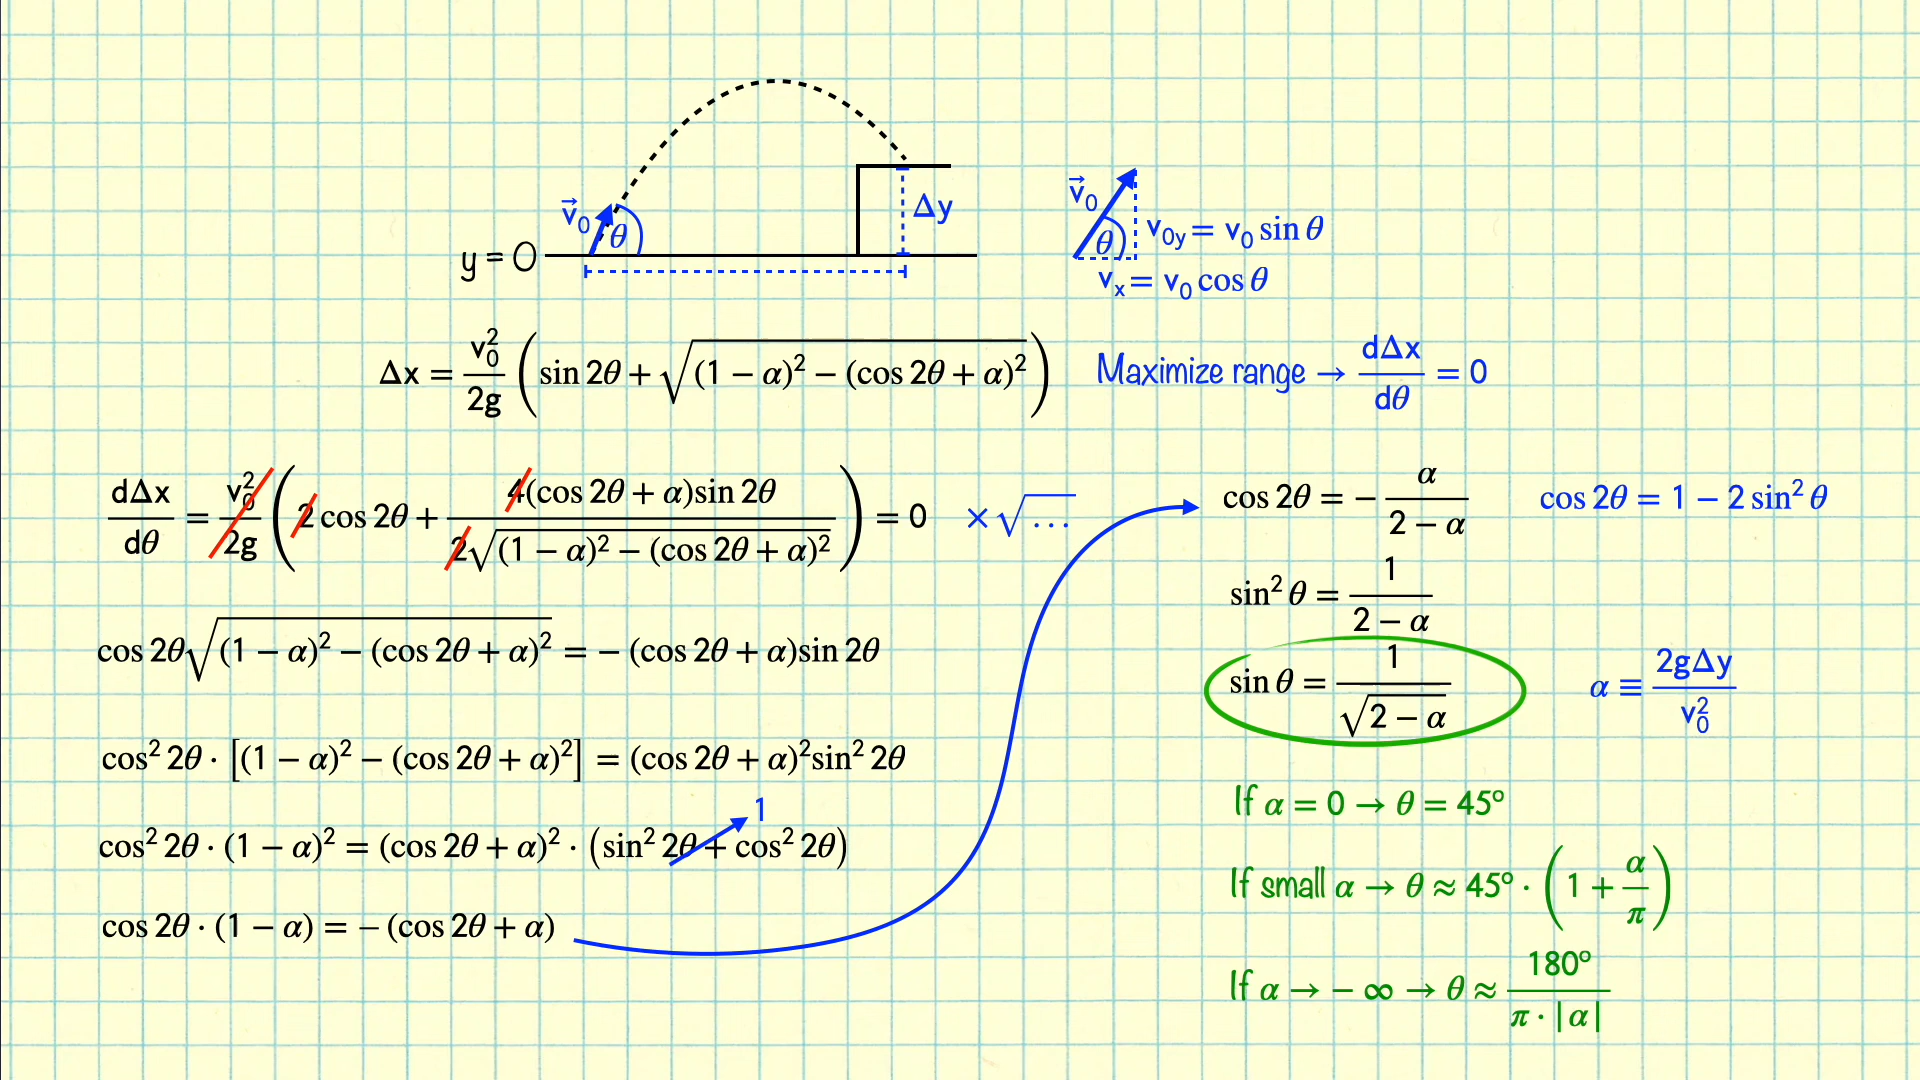 v⃗₀ θ Δy
y = 0
v⃗₀ θ v₀ᵧ = v₀ sin θ
vₓ = v₀ cos θ
Δx = v₀²/2g (sin 2θ + √((1 − α)² − (cos 2θ + α)²)) Maximize range → dΔx/dθ = 0
dΔx/dθ = v₀²/2g (2 cos 2θ + 4(cos 2θ + α)sin 2θ / 2√((1 − α)² − (cos 2θ + α)²)) = 0 × √...
cos 2θ√((1 − α)² − (cos 2θ + α)²) = − (cos 2θ + α)sin 2θ
cos² 2θ · [(1 − α)² − (cos 2θ + α)²] = (cos 2θ + α)²sin² 2θ
1
cos² 2θ · (1 − α)² = (cos 2θ + α)² · (sin² 2θ + cos² 2θ)
cos 2θ · (1 − α) = − (cos 2θ + α)
cos 2θ = − α/(2 − α) cos 2θ = 1 − 2 sin² θ
sin² θ = 1/(2 − α)
sin θ = 1/√(2 − α) α ≡ 2gΔy/v₀²
If α = 0 → θ = 45°
If small α → θ ≈ 45° · (1 + α/π)
If α → − ∞ → θ ≈ 180°/(π · |α|)